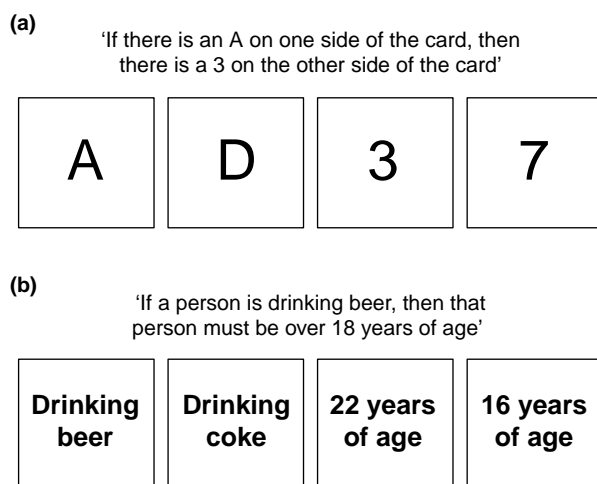 (a)
‘If there is an A on one side of the card, then
there is a 3 on the other side of the card’
A D 3 7
(b)
‘If a person is drinking beer, then that
person must be over 18 years of age’
Drinking Drinking 22 years 16 years
beer coke of age of age